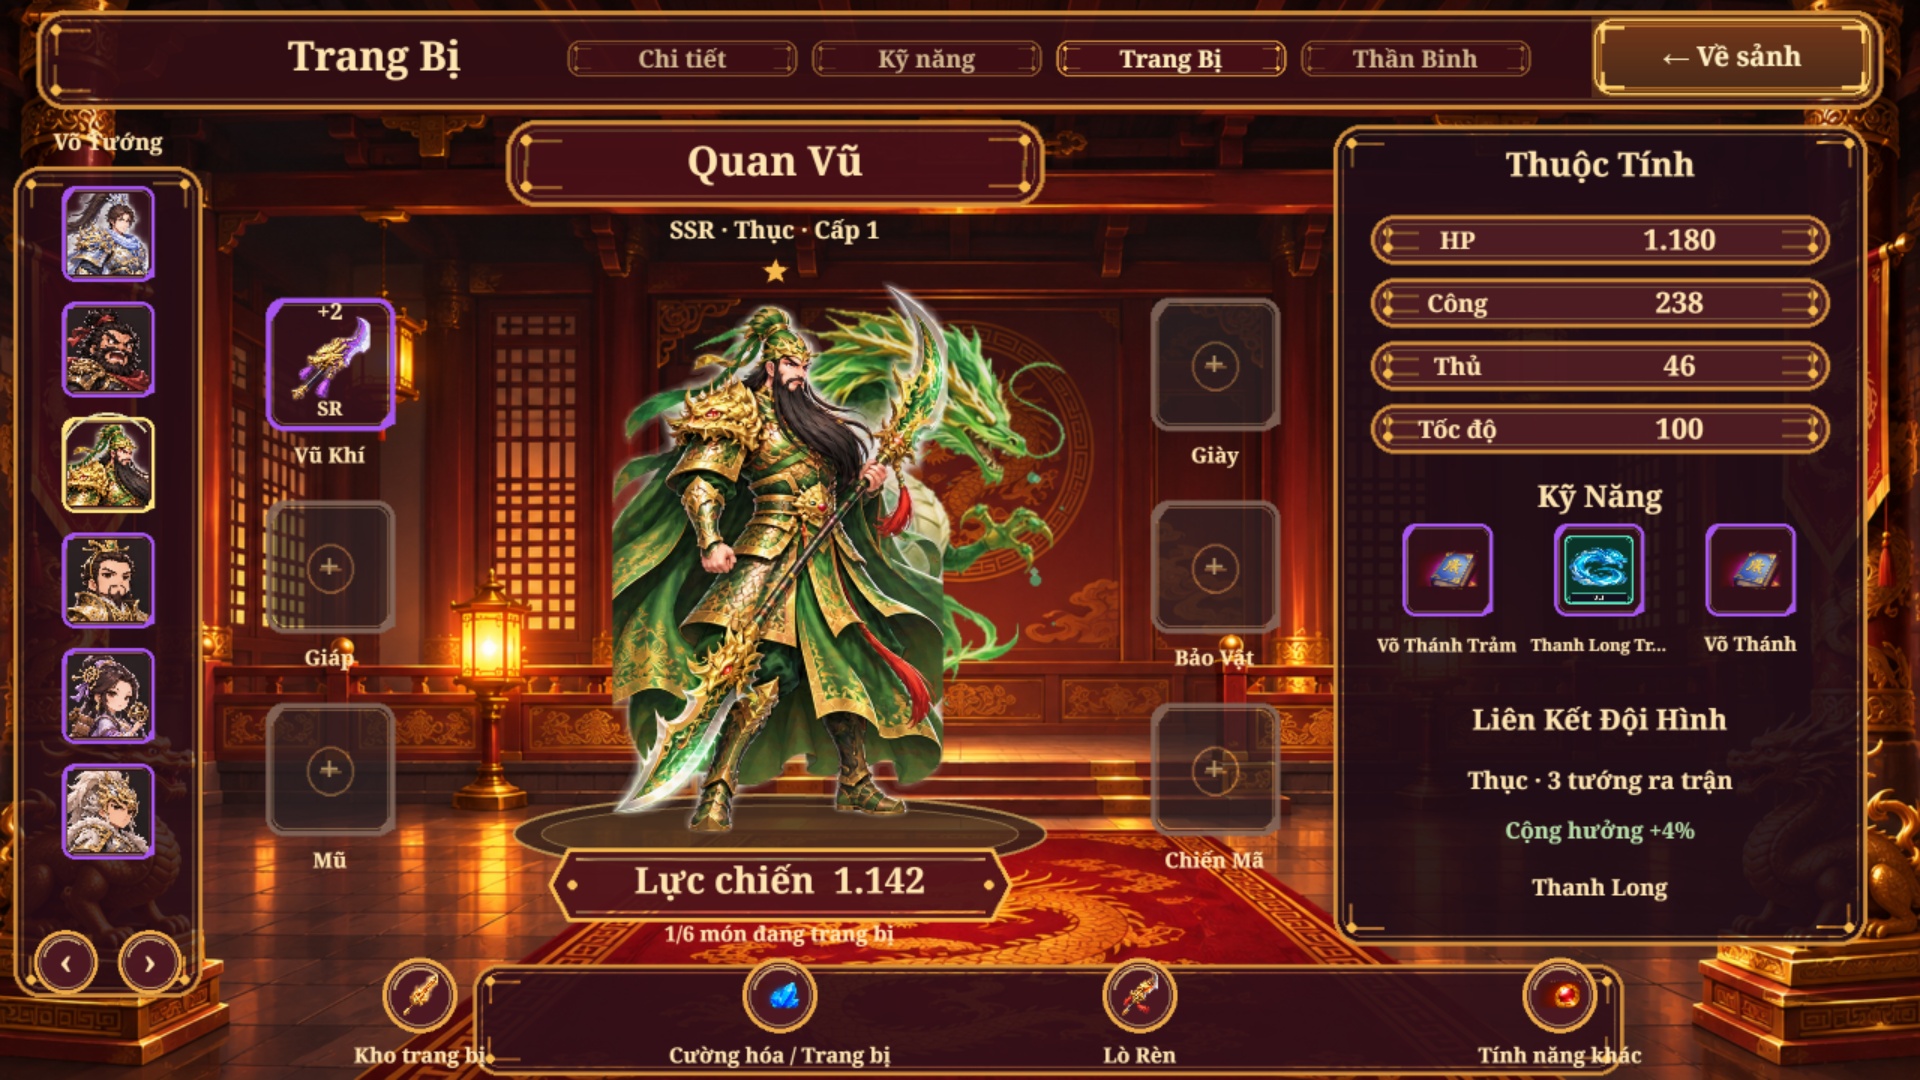 Trang Bị
Chi tiết
Kỹ năng
Trang Bị
Thần Binh
← Về sảnh
Võ Tướng
Quan Vũ
SSR · Thục · Cấp 1
+2
SR
Vũ Khí
Giáp
Mũ
Giày
Bảo Vật
Chiến Mã
Lực chiến 1.142
1/6 món đang trang bị
Thuộc Tính
HP 1.180
Công 238
Thủ 46
Tốc độ 100
Kỹ Năng
Võ Thánh Trảm
Thanh Long Tr...
Võ Thánh
Liên Kết Đội Hình
Thục · 3 tướng ra trận
Cộng hưởng +4%
Thanh Long
Kho trang bị
Cường hóa / Trang bị
Lò Rèn
Tính năng khác